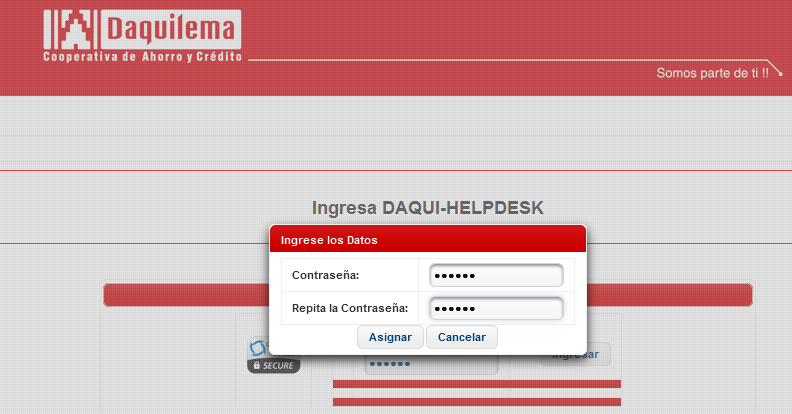 Daquilema
Cooperativa de Ahorro y Crédito
Somos parte de ti !!
Ingresa DAQUI-HELPDESK
Ingrese los Datos
Contraseña: ••••••
Repita la Contraseña: ••••••
Asignar Cancelar
Ingresar
SECURE ••••••